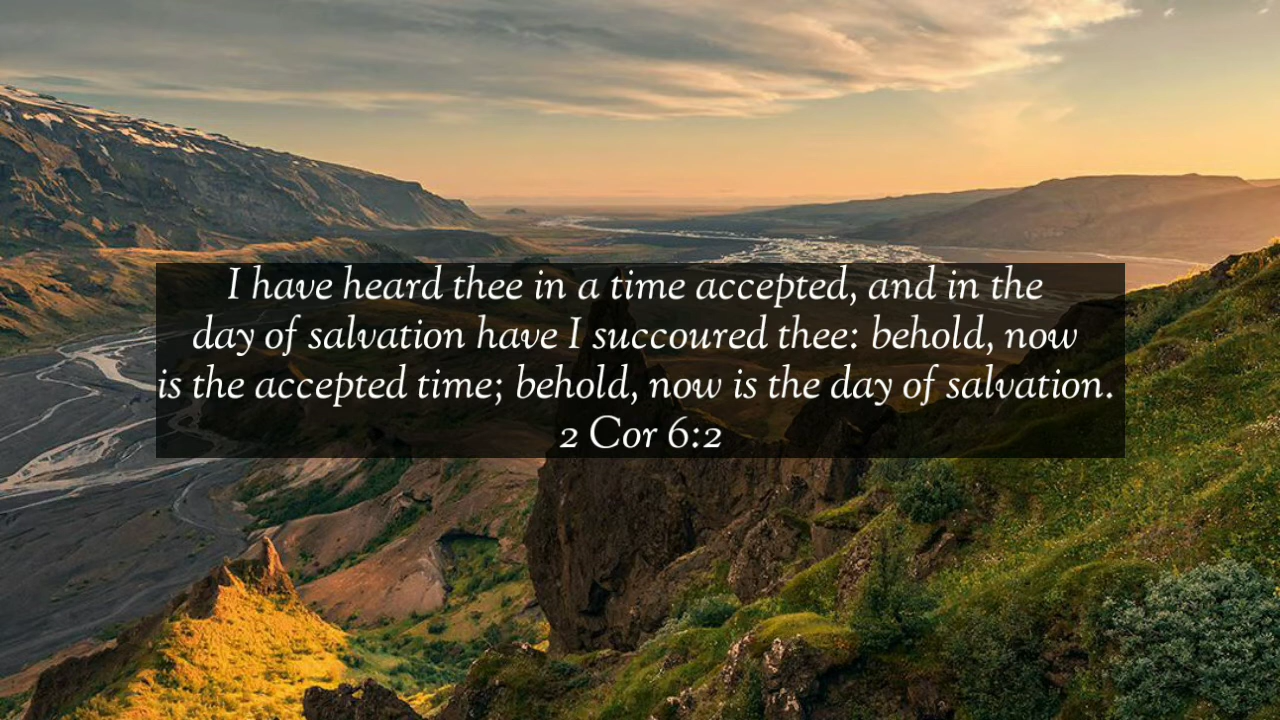 I have heard thee in a time accepted, and in the
day of salvation have I succoured thee: behold, now
is the accepted time; behold, now is the day of salvation.
2 Cor 6:2